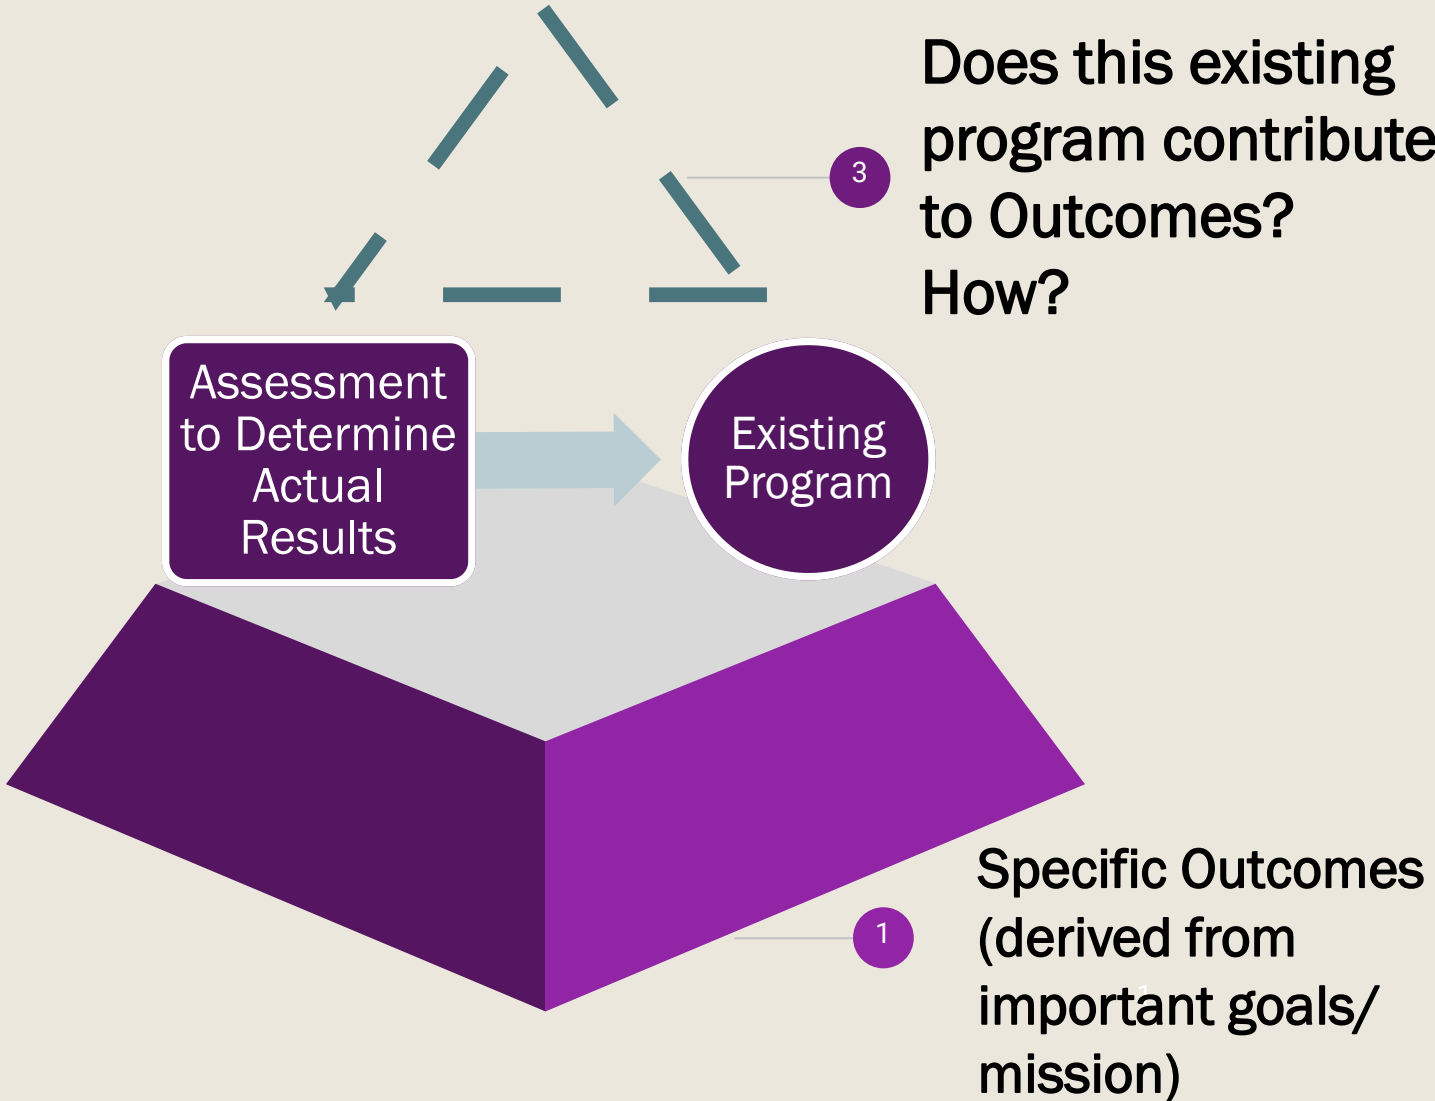 Does this existing
program contribute
to Outcomes?
How?
3
Assessment
to Determine
Actual
Results
Existing
Program
1
Specific Outcomes
(derived from
important goals/
mission)
1